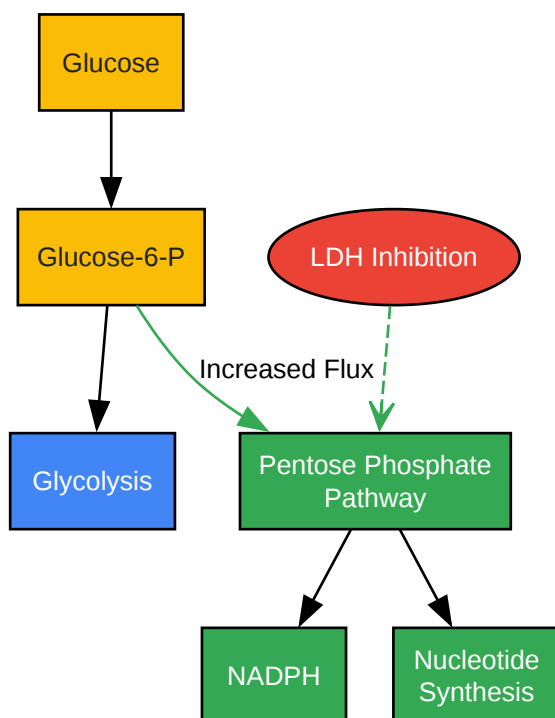 Glucose
Glucose-6-P
LDH Inhibition
Increased Flux
Glycolysis
Pentose Phosphate
Pathway
NADPH
Nucleotide
Synthesis